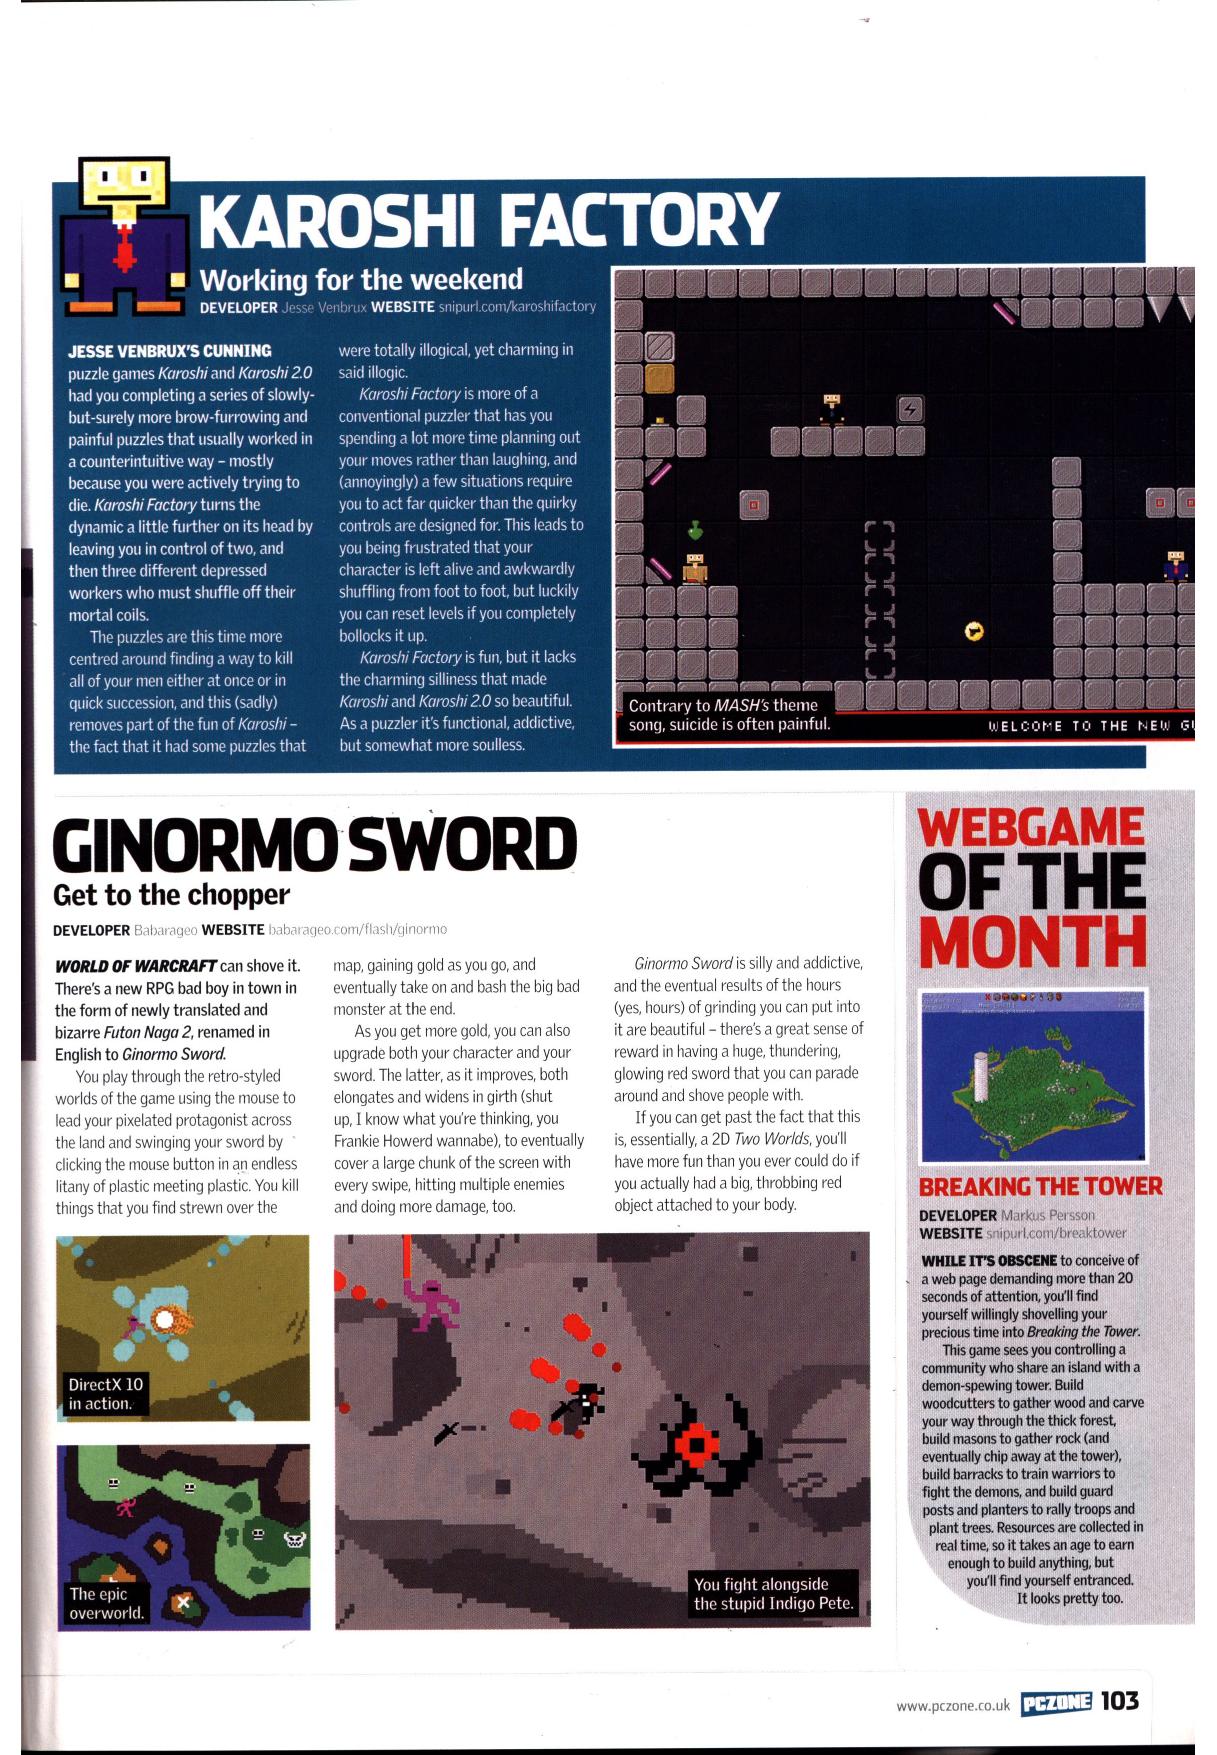 KAROSHI FACTORY
Working for the weekend
DEVELOPER Jesse Venbrux WEBSITE snipurl.com/karoshifactory
JESSE VENBRUX'S CUNNING
puzzle games Karoshi and Karoshi 2.0
had you completing a series of slowly-
but-surely more brow-furrowing and
painful puzzles that usually worked in
a counterintuitive way – mostly
because you were actively trying to
die. Karoshi Factory turns the
dynamic a little further on its head by
leaving you in control of two, and
then three different depressed
workers who must shuffle off their
mortal coils.
The puzzles are this time more
centred around finding a way to kill
all of your men either at once or in
quick succession, and this (sadly)
removes part of the fun of Karoshi –
the fact that it had some puzzles that
were totally illogical, yet charming in
said illogic.
Karoshi Factory is more of a
conventional puzzler that has you
spending a lot more time planning out
your moves rather than laughing, and
(annoyingly) a few situations require
you to act far quicker than the quirky
controls are designed for. This leads to
you being frustrated that your
character is left alive and awkwardly
shuffling from foot to foot, but luckily
you can reset levels if you completely
bollocks it up.
Karoshi Factory is fun, but it lacks
the charming silliness that made
Karoshi and Karoshi 2.0 so beautiful.
As a puzzler it's functional, addictive,
but somewhat more soulless.
Contrary to MASH's theme
song, suicide is often painful.
WELCOME TO THE NEW
GINORMO SWORD
Get to the chopper
DEVELOPER Babarageo WEBSITE babarageo.com/flash/ginormo
WORLD OF WARCRAFT can shove it.
There's a new RPG bad boy in town in
the form of newly translated and
bizarre Futon Naga 2, renamed in
English to Ginormo Sword.
You play through the retro-styled
worlds of the game using the mouse to
lead your pixelated protagonist across
the land and swinging your sword by
clicking the mouse button in an endless
litany of plastic meeting plastic. You kill
things that you find strewn over the
map, gaining gold as you go, and
eventually take on and bash the big bad
monster at the end.
As you get more gold, you can also
upgrade both your character and your
sword. The latter, as it improves, both
elongates and widens in girth (shut
up, I know what you're thinking, you
Frankie Howerd wannabe), to eventually
cover a large chunk of the screen with
every swipe, hitting multiple enemies
and doing more damage, too.
Ginormo Sword is silly and addictive,
and the eventual results of the hours
(yes, hours) of grinding you can put into
it are beautiful – there's a great sense of
reward in having a huge, thundering,
glowing red sword that you can parade
around and shove people with.
If you can get past the fact that this
is, essentially, a 2D Two Worlds, you'll
have more fun than you ever could do if
you actually had a big, throbbing red
object attached to your body.
DirectX 10
in action.
The epic
overworld.
You fight alongside
the stupid Indigo Pete.
WEBGAME
OF THE
MONTH
BREAKING THE TOWER
DEVELOPER Markus Persson
WEBSITE snipurl.com/breaktower
WHILE IT'S OBSCENE to conceive of
a web page demanding more than 20
seconds of attention, you'll find
yourself willingly shovelling your
precious time into Breaking the Tower.
This game sees you controlling a
community who share an island with a
demon-spewing tower. Build
woodcutters to gather wood and carve
your way through the thick forest,
build masons to gather rock (and
eventually chip away at the tower),
build barracks to train warriors to
fight the demons, and build guard
posts and planters to rally troops and
plant trees. Resources are collected in
real time, so it takes an age to earn
enough to build anything, but
you'll find yourself entranced.
It looks pretty too.
www.pczone.co.uk PCZONE 103